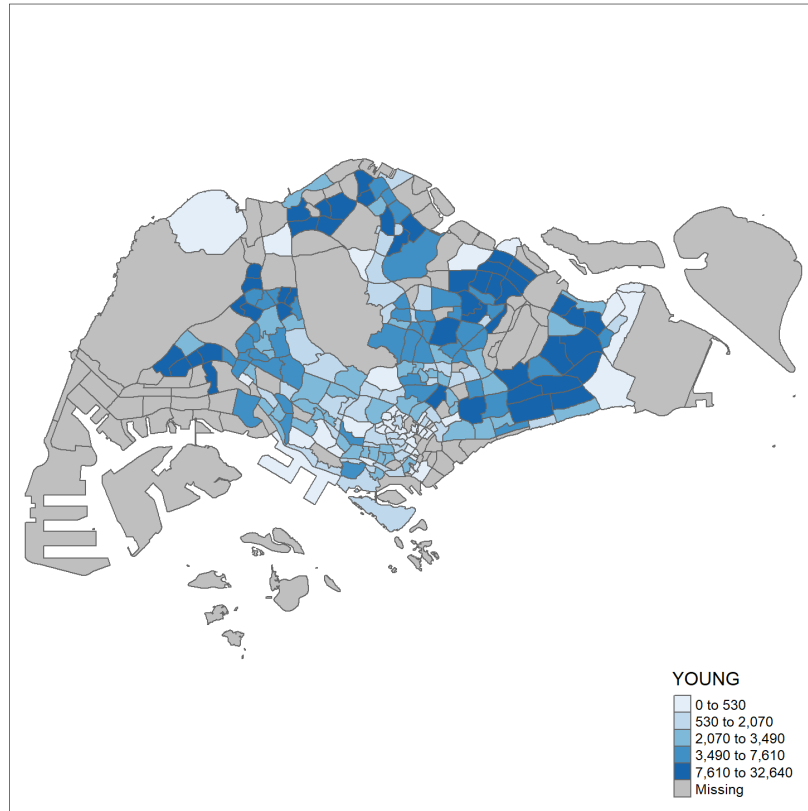 YOUNG
0 to 530
530 to 2,070
2,070 to 3,490
3,490 to 7,610
7,610 to 32,640
Missing